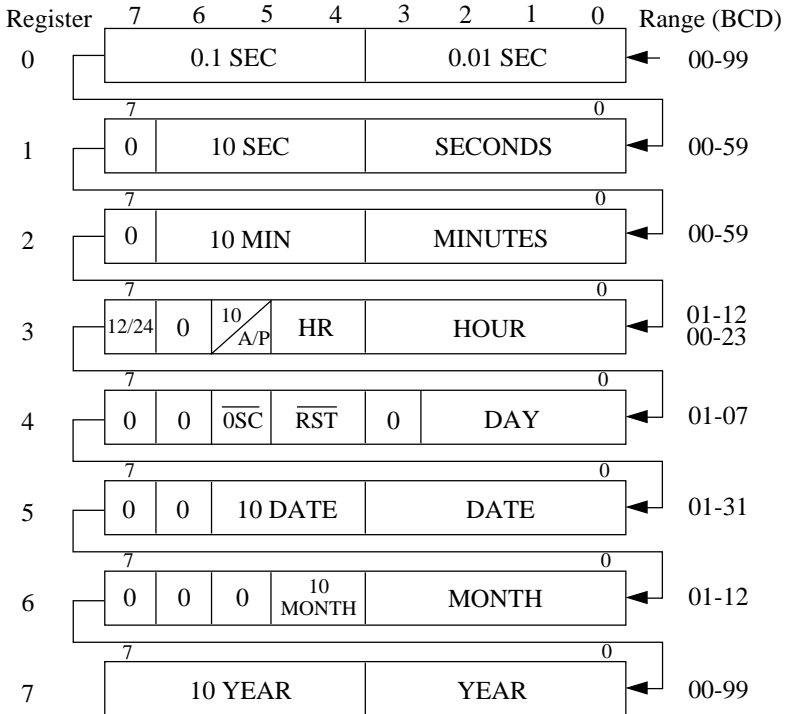 Register 7 6 5 4 3 2 1 0 Range (BCD)
0 0.1 SEC 0.01 SEC 00-99
7 0
1 0 10 SEC SECONDS 00-59
7 0
2 0 10 MIN MINUTES 00-59
7 0
3 12/24 0 10 A/P HR HOUR 01-12 00-23
7 0
4 0 0 0SC RST 0 DAY 01-07
7 0
5 0 0 10 DATE DATE 01-31
7 0
6 0 0 0 10 MONTH MONTH 01-12
7 0
7 10 YEAR YEAR 00-99